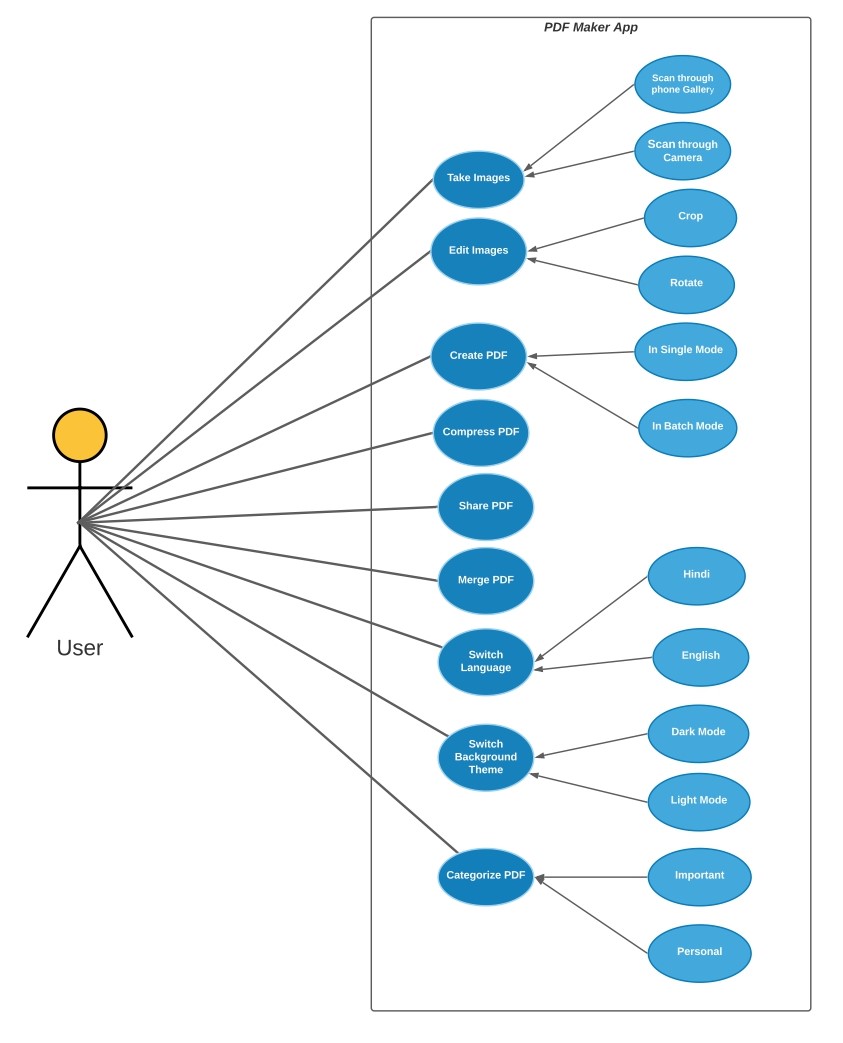 PDF Maker App
Scan through
phone Gallery
Scan through
Camera
Take Images
Crop
Edit Images
Rotate
In Single Mode
Create PDF
In Batch Mode
Compress PDF
Share PDF
Hindi
Merge PDF
User
Switch
Language
English
Dark Mode
Switch
Background
Theme
Light Mode
Categorize PDF
Important
Personal